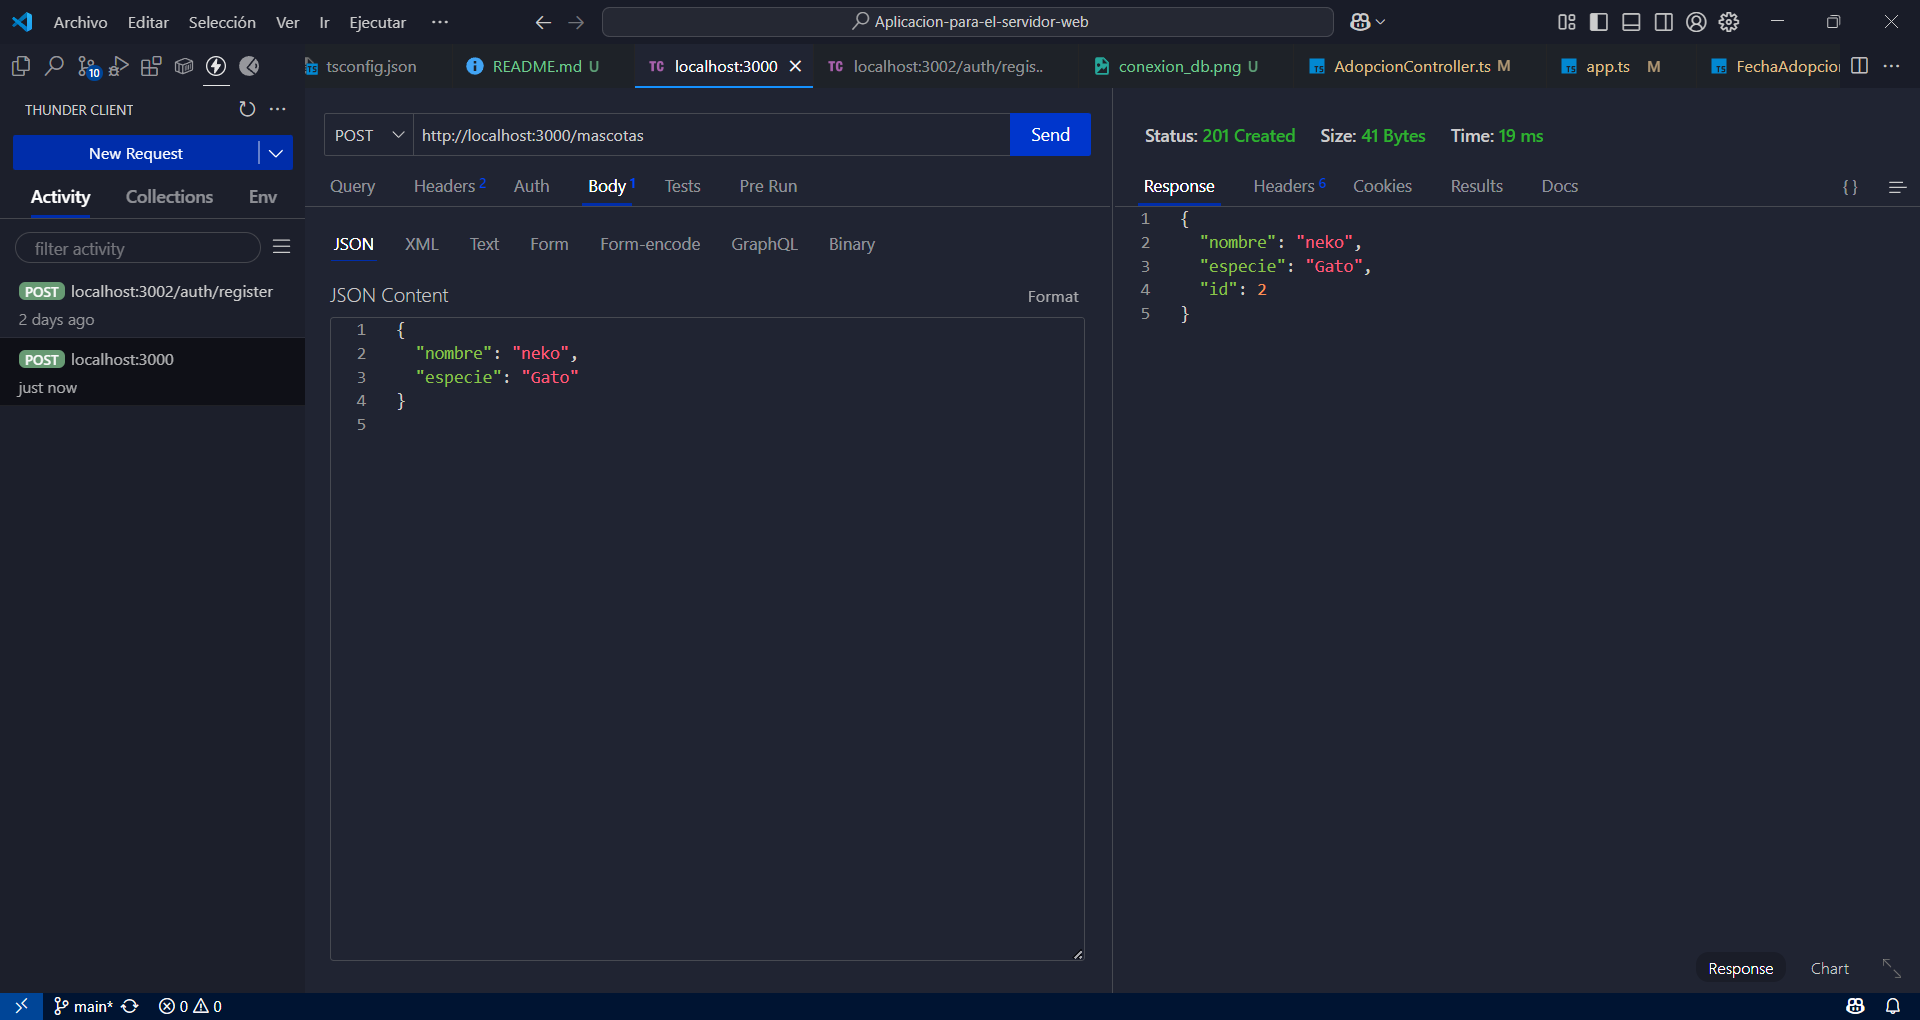 Archivo Editar Selección Ver Ir Ejecutar ··· Aplicacion-para-el-servidor-web
10
tsconfig.json README.md U TC localhost:3000 TC localhost:3002/auth/regis.. conexion_db.png U TS AdopcionController.ts M TS app.ts M TS FechaAdopcion
THUNDER CLIENT
New Request
Activity Collections Env
filter activity
POST localhost:3002/auth/register
2 days ago
POST localhost:3000
just now
POST http://localhost:3000/mascotas Send
Query Headers 2 Auth Body 1 Tests Pre Run
JSON XML Text Form Form-encode GraphQL Binary
JSON Content Format
1 {
2 "nombre": "neko",
3 "especie": "Gato"
4 }
5
Status: 201 Created Size: 41 Bytes Time: 19 ms
Response Headers 6 Cookies Results Docs { }
1 {
2 "nombre": "neko",
3 "especie": "Gato",
4 "id": 2
5 }
Response Chart
main* 0 0